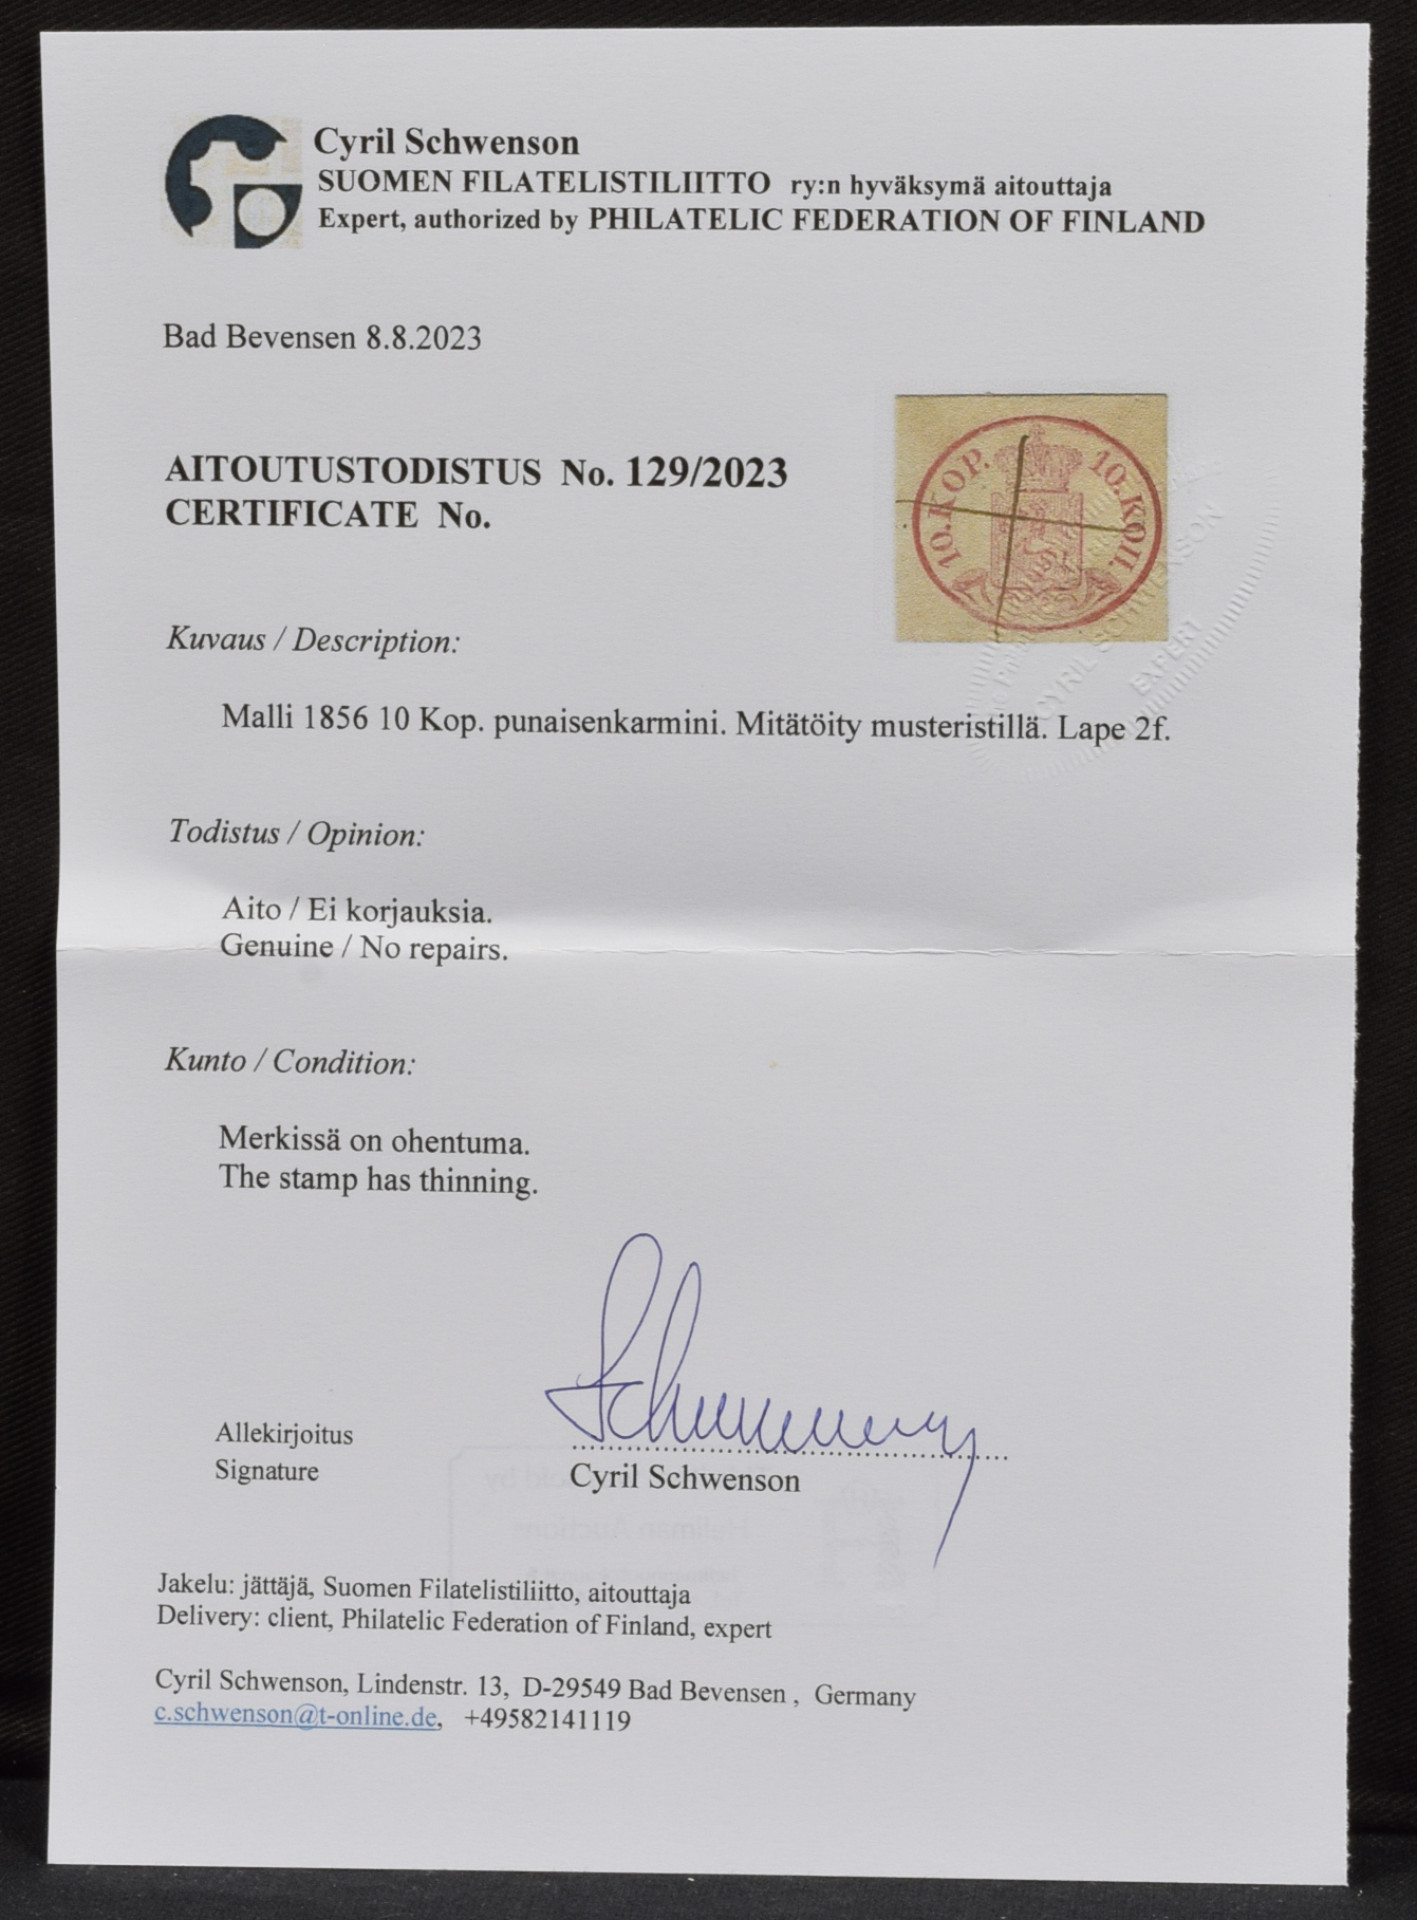 Cyril Schwenson
SUOMEN FILATELISTILIITTO ry:n hyväksymä aitouttaja
Expert, authorized by PHILATELIC FEDERATION OF FINLAND
Bad Bevensen 8.8.2023
AITOUTUSTODISTUS No. 129/2023
CERTIFICATE No.
10.KOP. 10.КОП.
CYRIL SCHWENSON
EXPERT
Kuvaus / Description:
Malli 1856 10 Kop. punaisenkarmini. Mitätöity musteristillä. Lape 2f.
Todistus / Opinion:
Aito / Ei korjauksia.
Genuine / No repairs.
Kunto / Condition:
Merkissä on ohentuma.
The stamp has thinning.
Allekirjoitus
Signature
Cyril Schwenson
Jakelu: jättäjä, Suomen Filatelistiliitto, aitouttaja
Delivery: client, Philatelic Federation of Finland, expert
Cyril Schwenson, Lindenstr. 13, D-29549 Bad Bevensen , Germany
c.schwenson@t-online.de, +49582141119